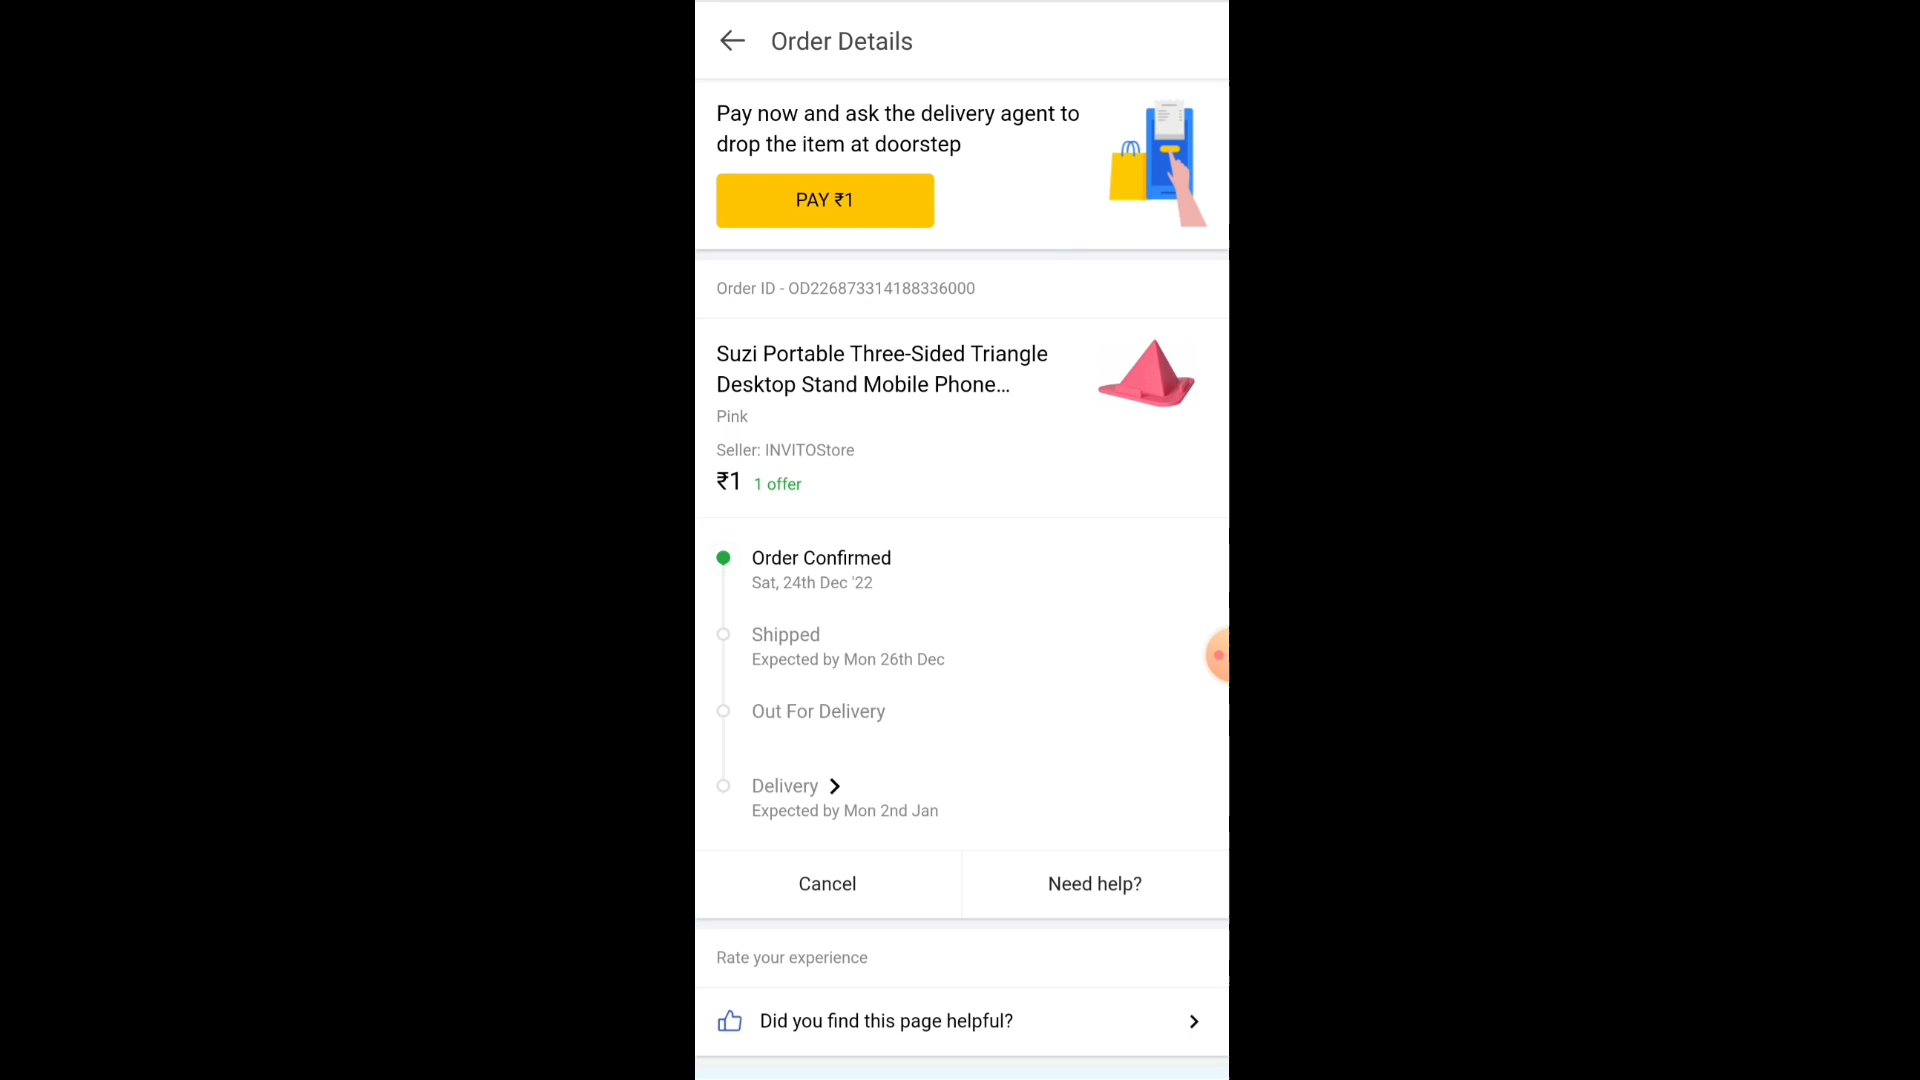 Order Details
Pay now and ask the delivery agent to
drop the item at doorstep
PAY ₹1
Order ID - OD226873314188336000
Suzi Portable Three-Sided Triangle
Desktop Stand Mobile Phone...
Pink
Seller: INVITOStore
₹1 1 offer
Order Confirmed
Sat, 24th Dec '22
Shipped
Expected by Mon 26th Dec
Out For Delivery
Delivery
Expected by Mon 2nd Jan
Cancel Need help?
Rate your experience
Did you find this page helpful?